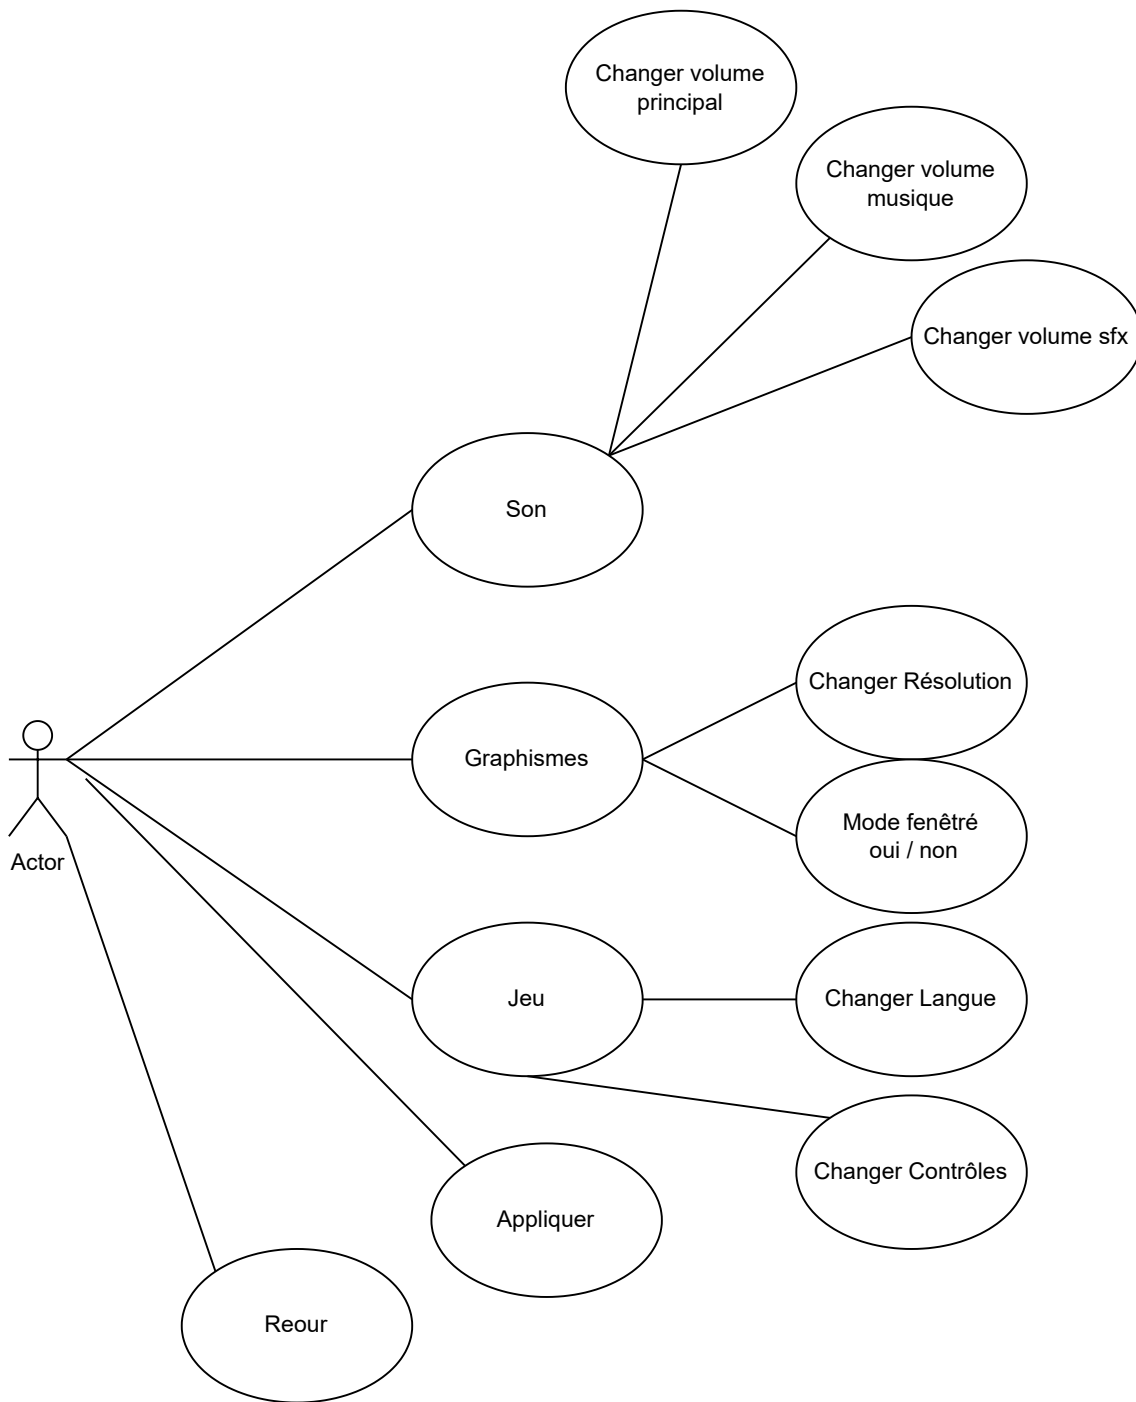 Changer volume
principal
Changer volume
musique
Changer volume sfx
Son
Changer Résolution
Graphismes
Mode fenêtré
oui / non
Actor
Jeu
Changer Langue
Changer Contrôles
Appliquer
Reour